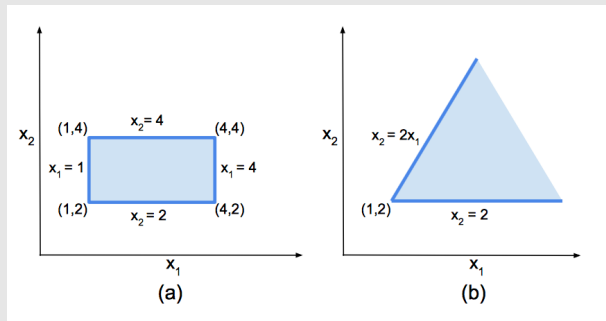 x₂= 4
(1,4)
(4,4)
x₂
x₁ = 1
x₁ = 4
(1,2)
(4,2)
x₂ = 2
x₁
(a)
x₂
x₂ = 2x₁
(1,2)
x₂ = 2
x₁
(b)